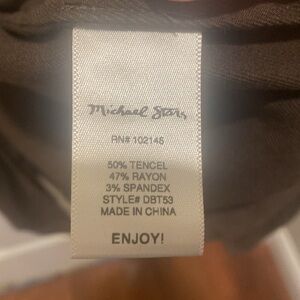 Michael Stars
RN# 102145
50% TENCEL
47% RAYON
3% SPANDEX
STYLE# DBT53
MADE IN CHINA
ENJOY!